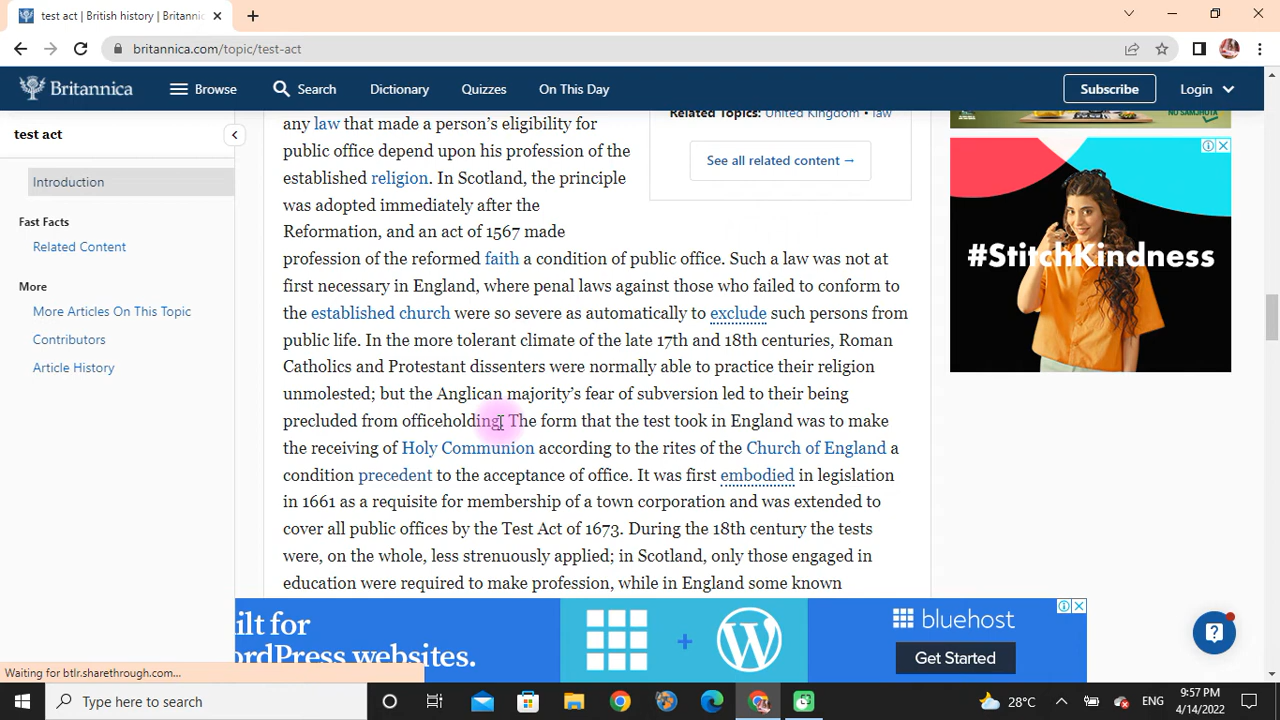 test act | British history | Britannic
britannica.com/topic/test-act
Britannica
Browse
Search
Dictionary
Quizzes
On This Day
Subscribe
Login
test act
Introduction
Fast Facts
Related Content
More
More Articles On This Topic
Contributors
Article History
any law that made a person's eligibility for
public office depend upon his profession of the
established religion. In Scotland, the principle
was adopted immediately after the
Reformation, and an act of 1567 made
profession of the reformed faith a condition of public office. Such a law was not at
first necessary in England, where penal laws against those who failed to conform to
the established church were so severe as automatically to exclude such persons from
public life. In the more tolerant climate of the late 17th and 18th centuries, Roman
Catholics and Protestant dissenters were normally able to practice their religion
unmolested; but the Anglican majority's fear of subversion led to their being
precluded from officeholding. The form that the test took in England was to make
the receiving of Holy Communion according to the rites of the Church of England a
condition precedent to the acceptance of office. It was first embodied in legislation
in 1661 as a requisite for membership of a town corporation and was extended to
cover all public offices by the Test Act of 1673. During the 18th century the tests
were, on the whole, less strenuously applied; in Scotland, only those engaged in
education were required to make profession, while in England some known
Related Topics: United Kingdom • law
See all related content →
#StitchKindness
ilt for
ordPress websites.
bluehost
Get Started
Waiting for btlr.sharethrough.com...
Type here to search
28°C
ENG
9:57 PM
4/14/2022